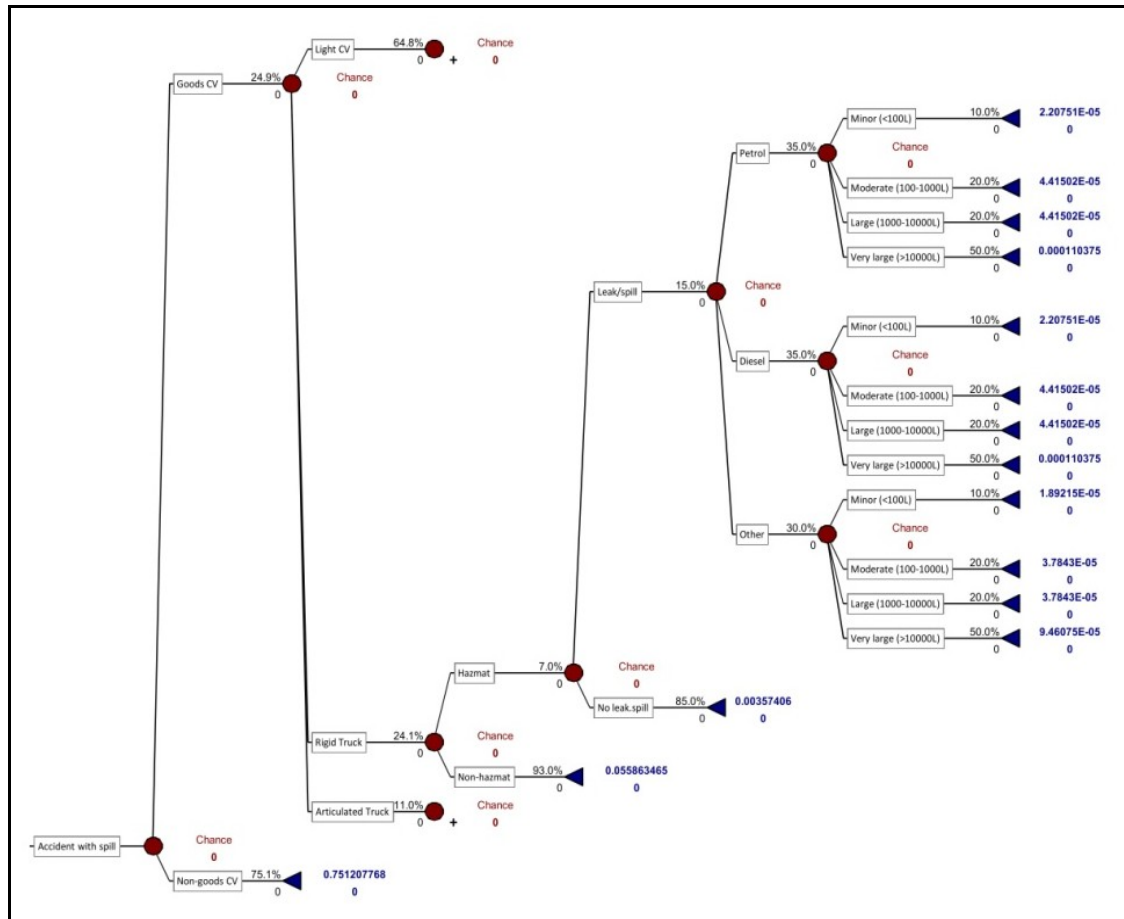 Light CV 64.8% Chance
0 + 0
Goods CV 24.9% Chance
0 0
Minor (<100L) 10.0% 2.20751E-05
0 0
Petrol 35.0% Chance
0 0
Moderate (100-1000L) 20.0% 4.41502E-05
0 0
Large (1000-10000L) 20.0% 4.41502E-05
0 0
Very large (>10000L) 50.0% 0.000110375
0 0
Leak/spill 15.0% Chance
0 0
Minor (<100L) 10.0% 2.20751E-05
0 0
Diesel 35.0% Chance
0 0
Moderate (100-1000L) 20.0% 4.41502E-05
0 0
Large (1000-10000L) 20.0% 4.41502E-05
0 0
Very large (>10000L) 50.0% 0.000110375
0 0
Minor (<100L) 10.0% 1.89215E-05
0 0
Other 30.0% Chance
0 0
Moderate (100-1000L) 20.0% 3.7843E-05
0 0
Large (1000-10000L) 20.0% 3.7843E-05
0 0
Very large (>10000L) 50.0% 9.46075E-05
0 0
Hazmat 7.0% Chance
0 0
No leak.spill 85.0% 0.00357406
0 0
Rigid Truck 24.1% Chance
0 0
Non-hazmat 93.0% 0.055863465
0 0
Articulated Truck 11.0% Chance
0 + 0
Accident with spill Chance
0
Non-goods CV 75.1% 0.751207768
0 0